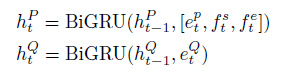 h_t^P = BiGRU(h_{t-1}^P, [e_t^p, f_t^s, f_t^e])
h_t^Q = BiGRU(h_{t-1}^Q, e_t^Q)